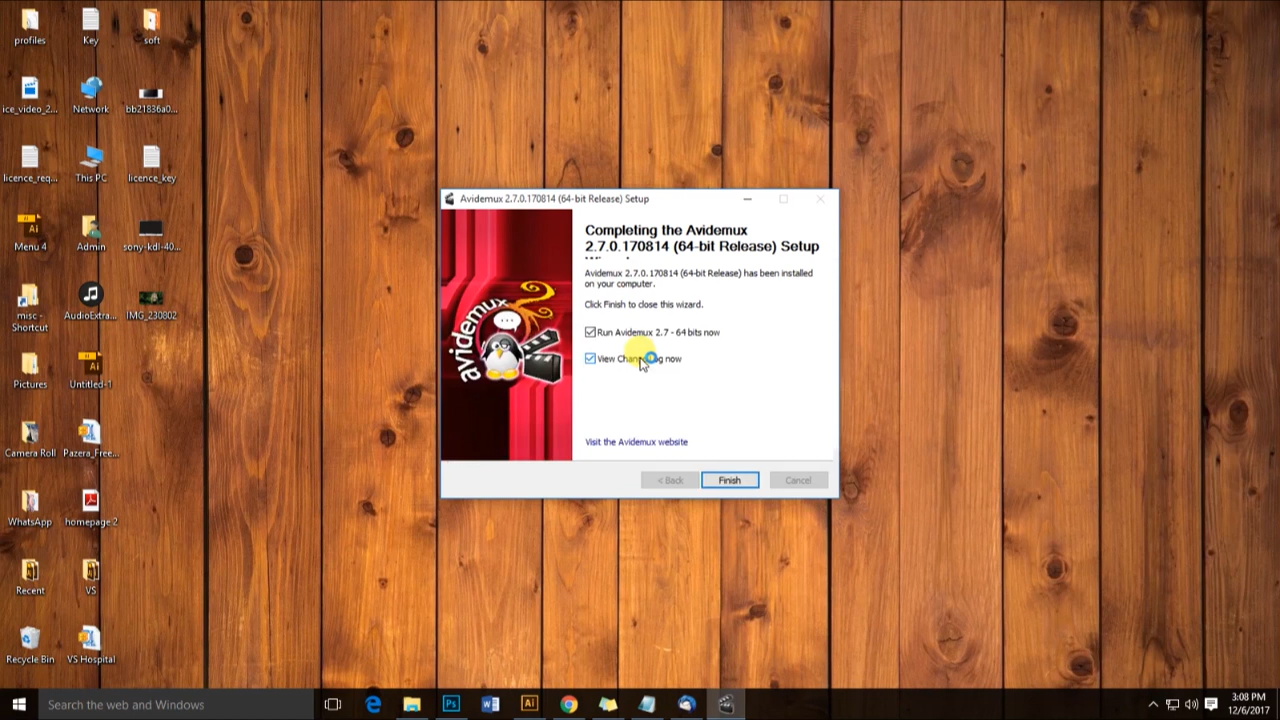 profiles
Key
soft
ice_video_2...
Network
bb21836a0...
licence_req...
This PC
licence_key
Menu 4
Admin
sony-kdl-40...
misc -
Shortcut
AudioExtra...
IMG_230802
Pictures
Untitled-1
Camera Roll
Pazera_Free...
WhatsApp
homepage 2
Recent
VS
Recycle Bin
VS Hospital
Avidemux 2.7.0.170814 (64-bit Release) Setup
avidemux
Completing the Avidemux
2.7.0.170814 (64-bit Release) Setup
Avidemux 2.7.0.170814 (64-bit Release) has been installed
on your computer.
Click Finish to close this wizard.
Run Avidemux 2.7 - 64 bits now
View now
Visit the Avidemux website
< Back
Finish
Cancel
Search the web and Windows
3:08 PM
12/6/2017